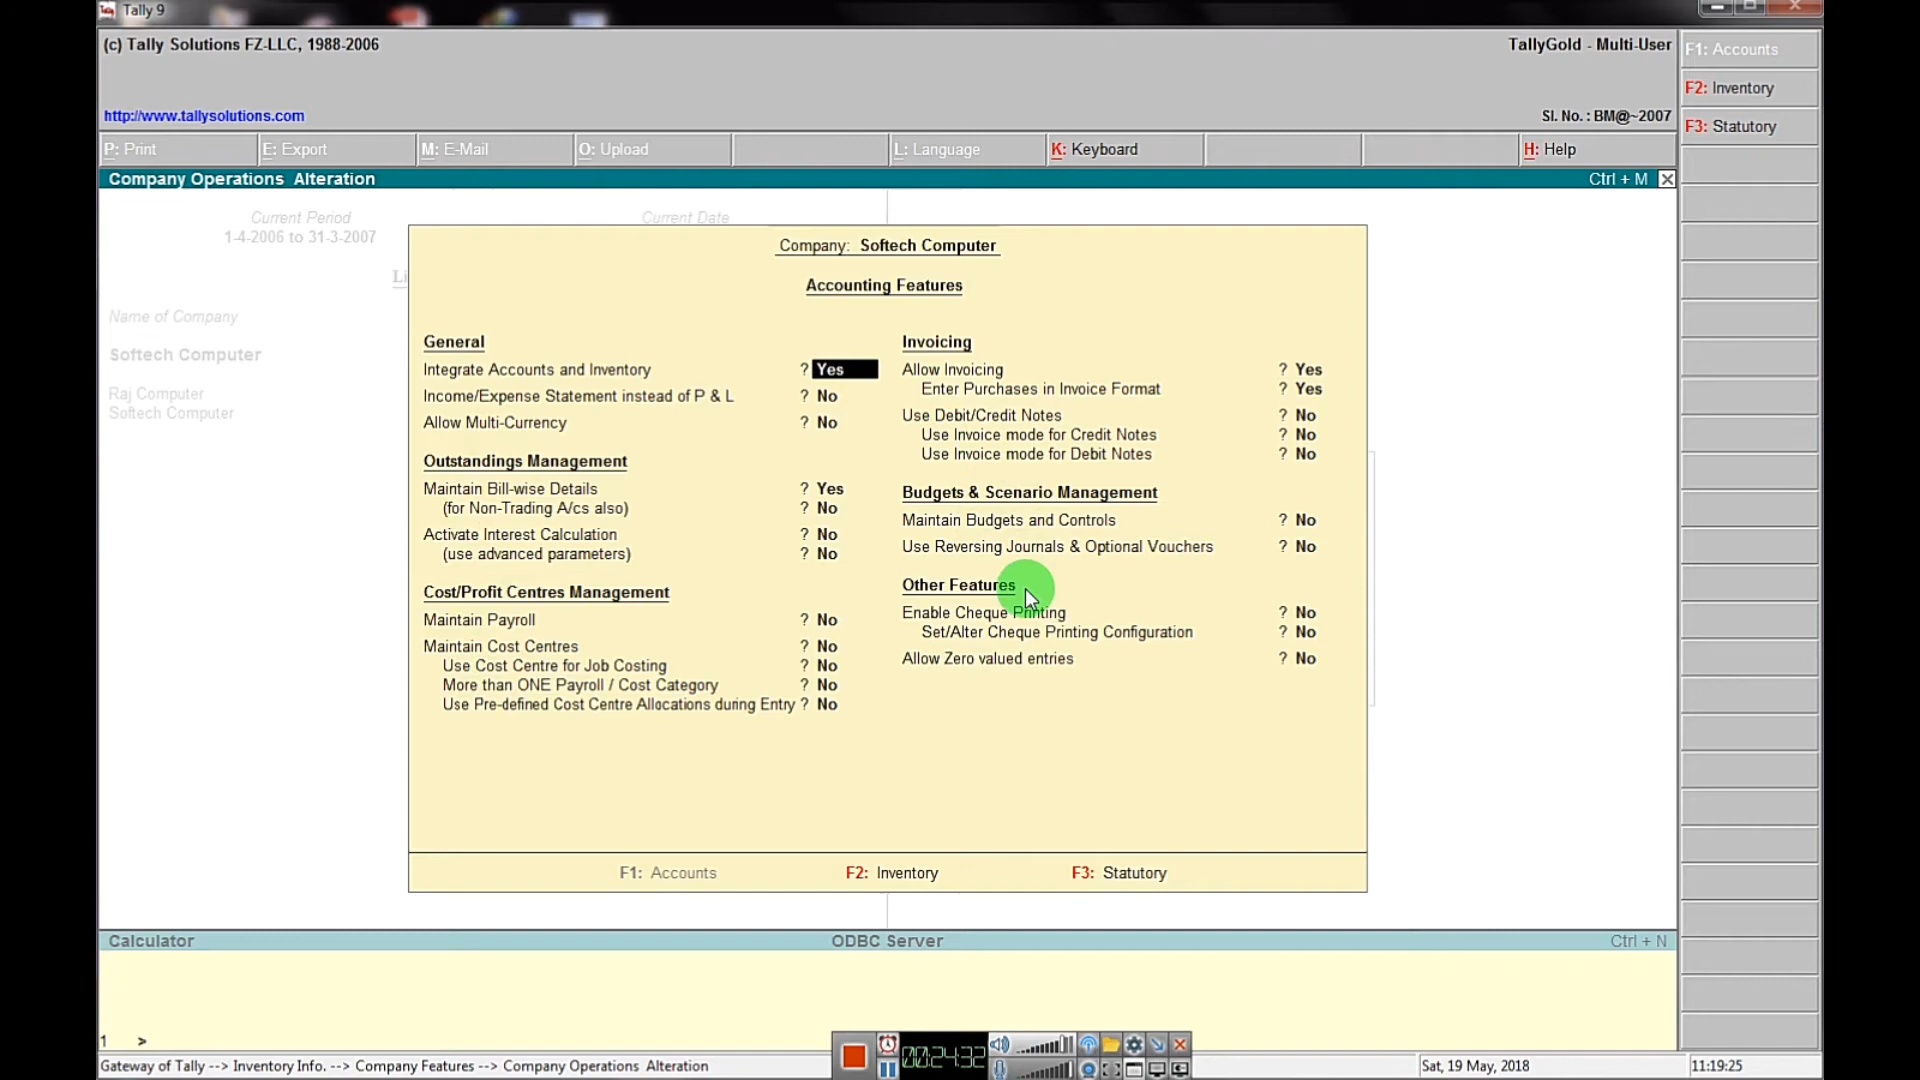 Tally 9
(c) Tally Solutions FZ-LLC, 1988-2006
TallyGold - Multi-User
http://www.tallysolutions.com
Sl. No. : BM@~2007
P: Print
E: Export
M: E-Mail
O: Upload
L: Language
K: Keyboard
H: Help
F1: Accounts
F2: Inventory
F3: Statutory
Company Operations Alteration
Ctrl + M
Current Period
1-4-2006 to 31-3-2007
Current Date
Li
Name of Company
Softech Computer
Raj Computer
Softech Computer
Company: Softech Computer
Accounting Features
General
Integrate Accounts and Inventory ? Yes
Income/Expense Statement instead of P & L ? No
Allow Multi-Currency ? No
Outstandings Management
Maintain Bill-wise Details ? Yes
(for Non-Trading A/cs also) ? No
Activate Interest Calculation ? No
(use advanced parameters) ? No
Cost/Profit Centres Management
Maintain Payroll ? No
Maintain Cost Centres ? No
Use Cost Centre for Job Costing ? No
More than ONE Payroll / Cost Category ? No
Use Pre-defined Cost Centre Allocations during Entry ? No
Invoicing
Allow Invoicing ? Yes
Enter Purchases in Invoice Format ? Yes
Use Debit/Credit Notes ? No
Use Invoice mode for Credit Notes ? No
Use Invoice mode for Debit Notes ? No
Budgets & Scenario Management
Maintain Budgets and Controls ? No
Use Reversing Journals & Optional Vouchers ? No
Other Features
Enable Cheque Printing ? No
Set/Alter Cheque Printing Configuration ? No
Allow Zero valued entries ? No
F1: Accounts
F2: Inventory
F3: Statutory
Calculator
ODBC Server
Ctrl + N
1 >
00:24:32
Gateway of Tally --> Inventory Info. --> Company Features --> Company Operations Alteration
Sat, 19 May, 2018
11:19:25